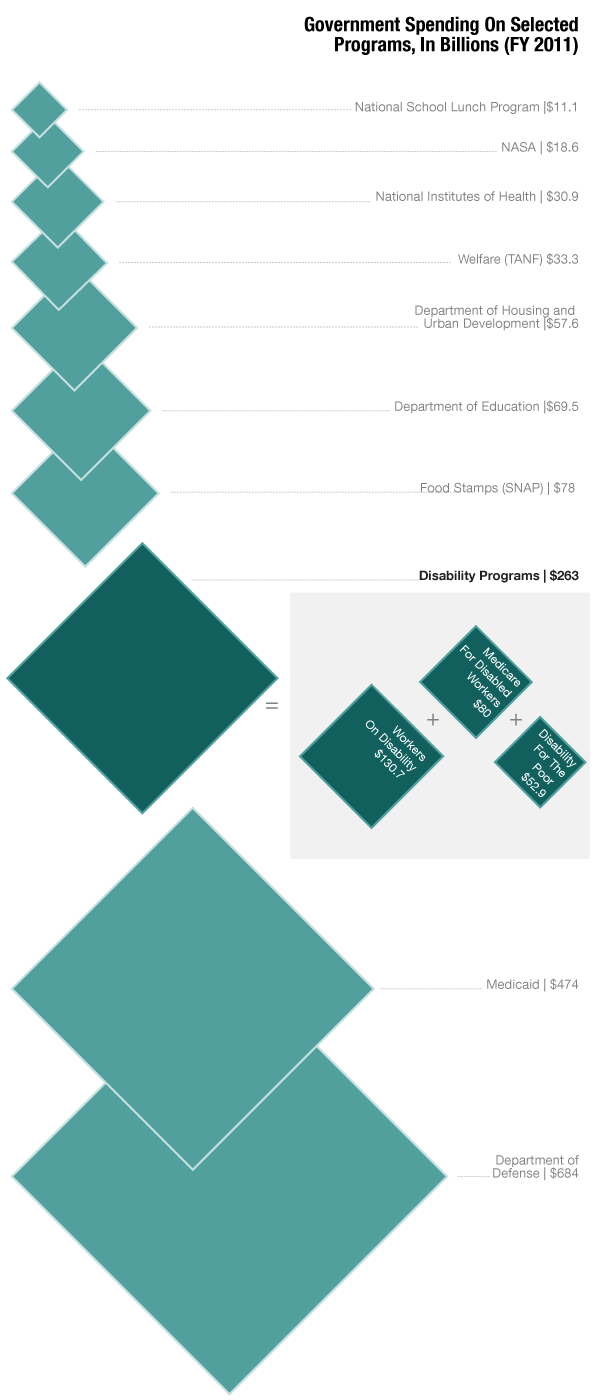 Government Spending On Selected
Programs, In Billions (FY 2011)
National School Lunch Program |$11.1
NASA | $18.6
National Institutes of Health | $30.9
Welfare (TANF) $33.3
Department of Housing and
Urban Development |$57.6
Department of Education |$69.5
Food Stamps (SNAP) | $78
Disability Programs | $263
=
Workers
On Disability
$130.7
+
Medicare
For Disabled
Workers
$80
+
Disability
For The
Poor
$52.9
Medicaid | $474
Department of
Defense | $684